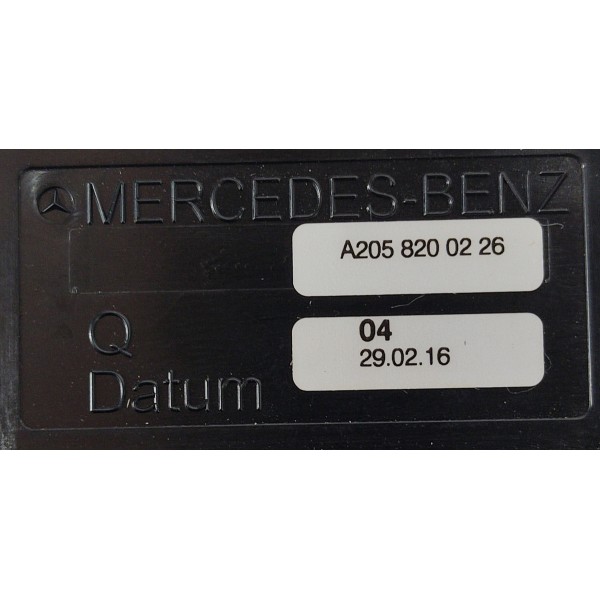 MERCEDES-BENZ
A205 820 02 26
Q 04
Datum 29.02.16